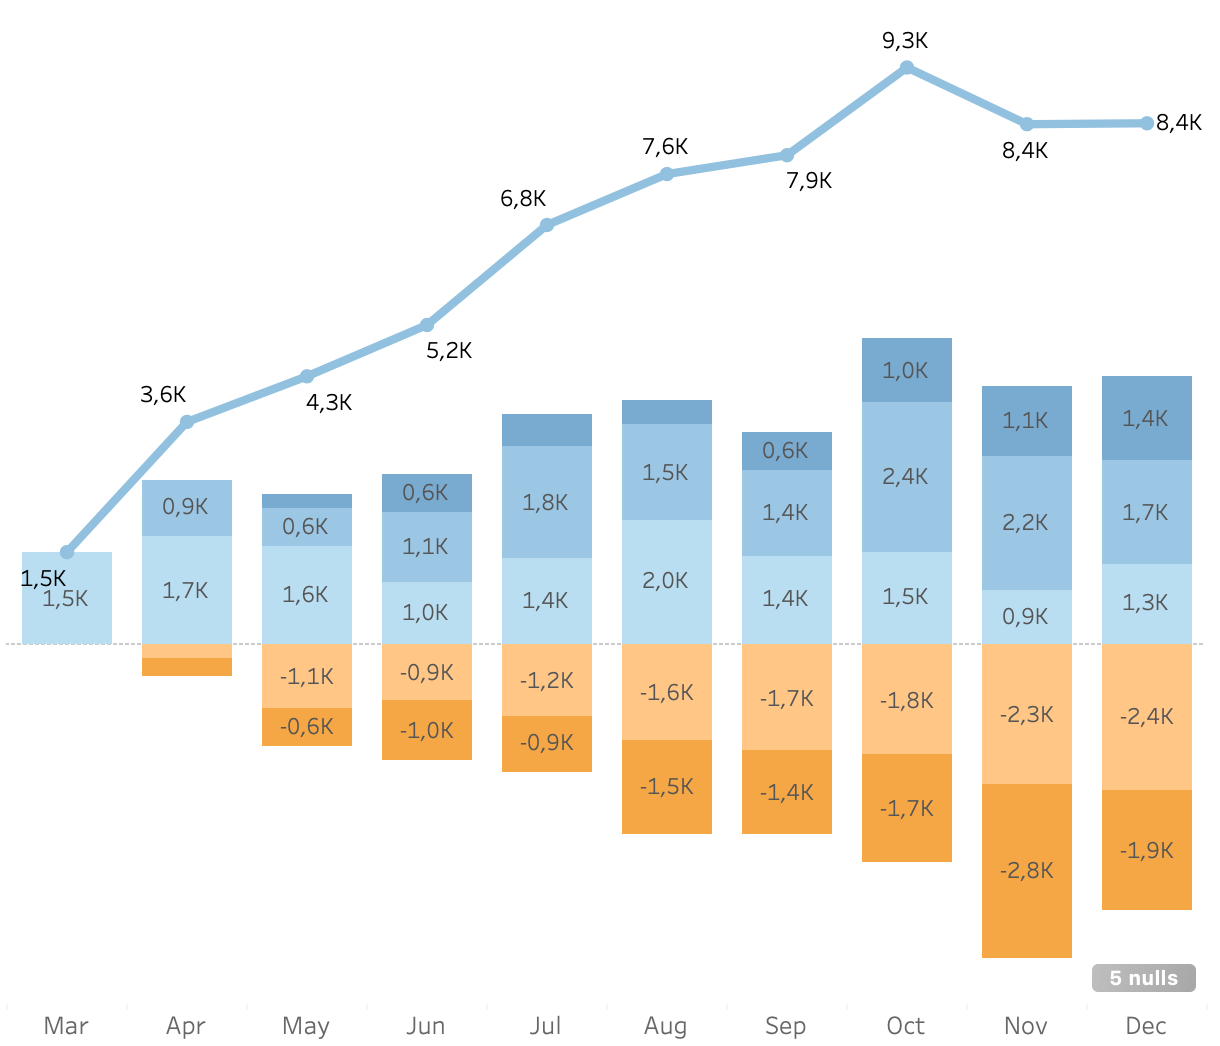 9,3K
8,4K
8,4K
7,6K
7,9K
6,8K
5,2K
3,6K
4,3K
1,5K
1,5K
0,9K
1,7K
0,6K
1,6K
0,6K
1,1K
1,0K
1,8K
1,4K
1,5K
2,0K
0,6K
1,4K
1,4K
1,0K
2,4K
1,5K
1,1K
2,2K
0,9K
1,4K
1,7K
1,3K
-1,1K
-0,6K
-0,9K
-1,0K
-1,2K
-0,9K
-1,6K
-1,5K
-1,7K
-1,4K
-1,8K
-1,7K
-2,3K
-2,8K
-2,4K
-1,9K
5 nulls
Mar Apr May Jun Jul Aug Sep Oct Nov Dec